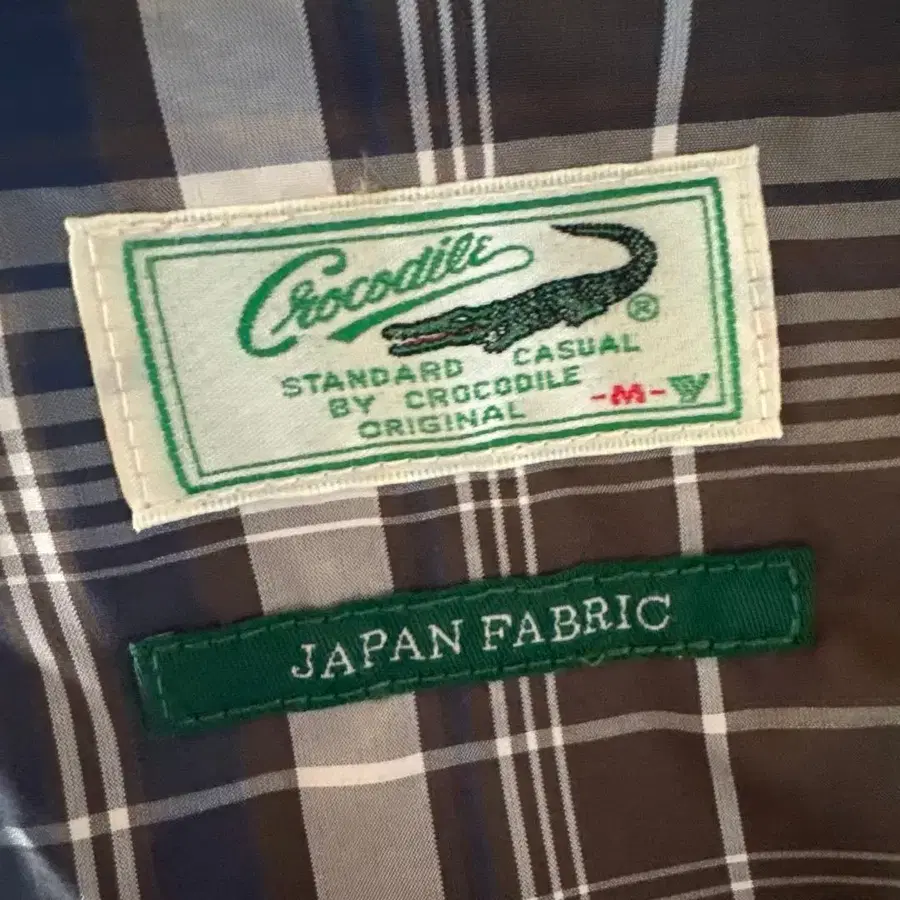 Crocodile
®
STANDARD CASUAL
BY CROCODILE
ORIGINAL
-M-
JAPAN FABRIC